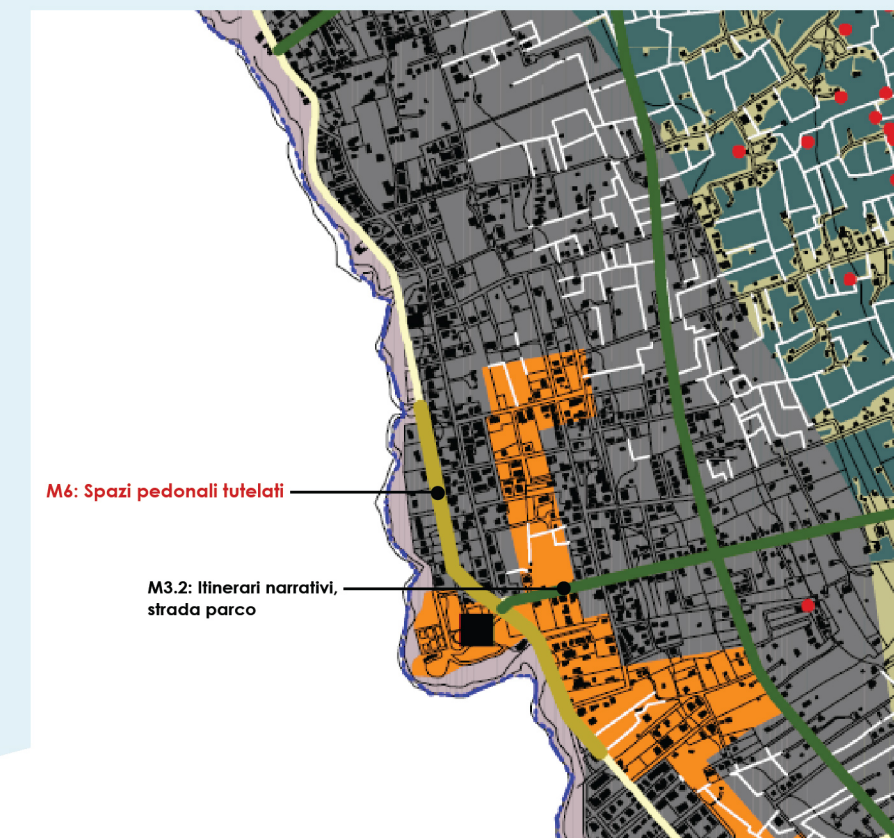 M6: Spazi pedonali tutelati
M3.2: Itinerari narrativi,
strada parco